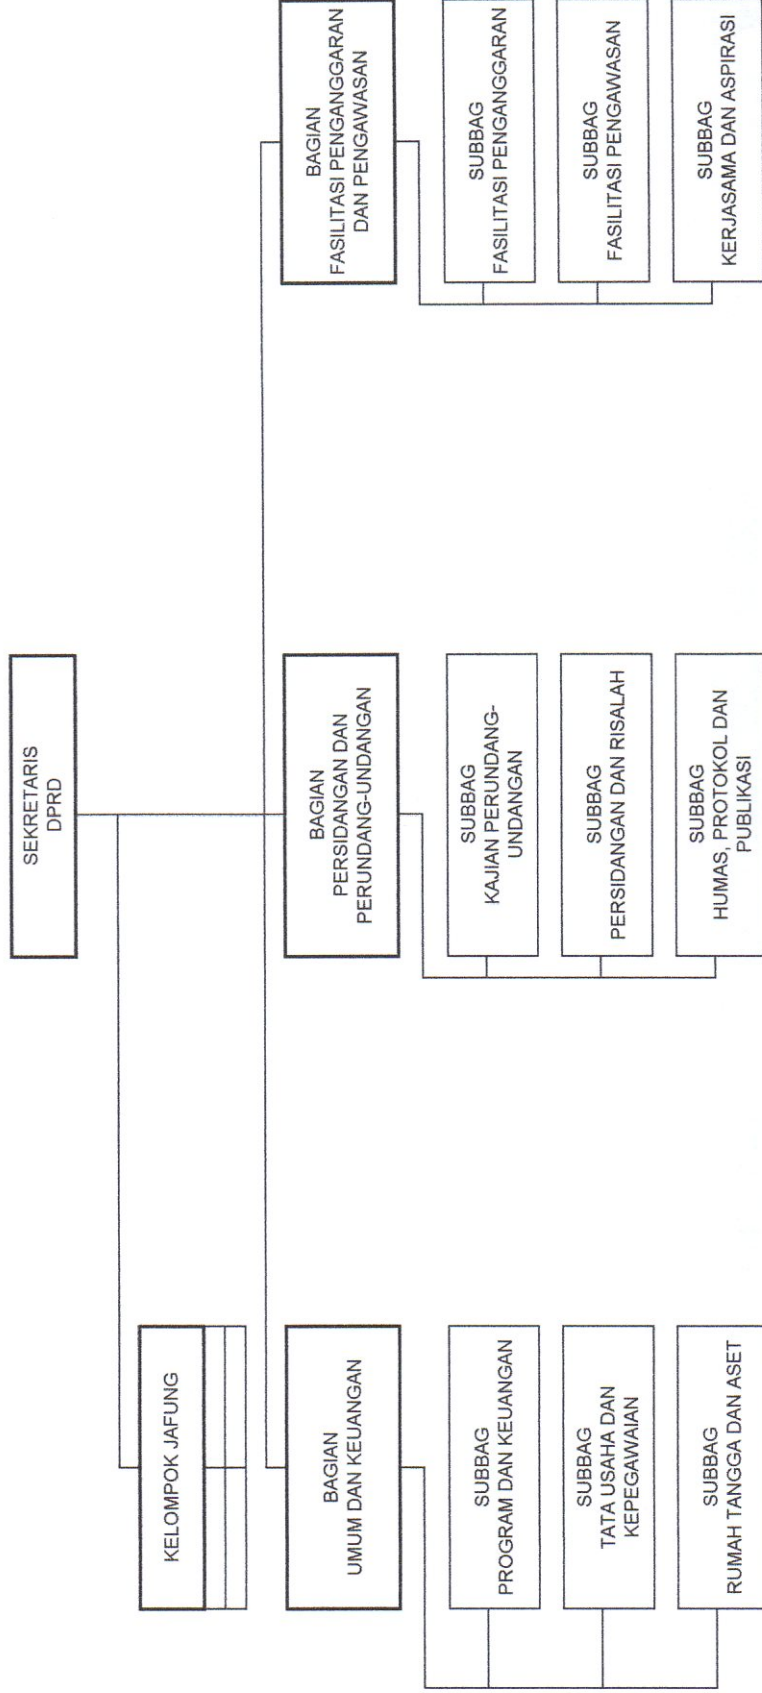 SEKRETARIS
DPRD
KELOMPOK JAFUNG
BAGIAN
UMUM DAN KEUANGAN
SUBBAG
PROGRAM DAN KEUANGAN
SUBBAG
TATA USAHA DAN
KEPEGAWAIAN
SUBBAG
RUMAH TANGGA DAN ASET
BAGIAN
PERSIDANGAN DAN
PERUNDANG-UNDANGAN
SUBBAG
KAJIAN PERUNDANG-
UNDANGAN
SUBBAG
PERSIDANGAN DAN RISALAH
SUBBAG
HUMAS, PROTOKOL DAN
PUBLIKASI
BAGIAN
FASILITASI PENGANGGARAN
DAN PENGAWASAN
SUBBAG
FASILITASI PENGANGGARAN
SUBBAG
FASILITASI PENGAWASAN
SUBBAG
KERJASAMA DAN ASPIRASI